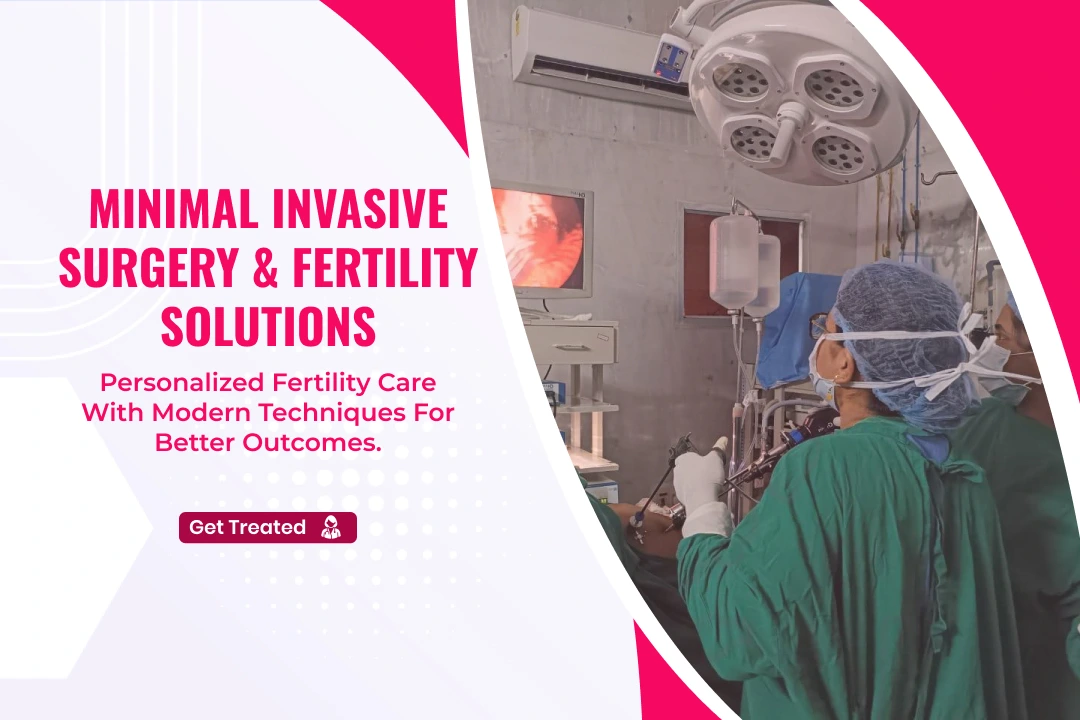 MINIMAL INVASIVE
SURGERY & FERTILITY
SOLUTIONS
Personalized Fertility Care
With Modern Techniques For
Better Outcomes.
Get Treated